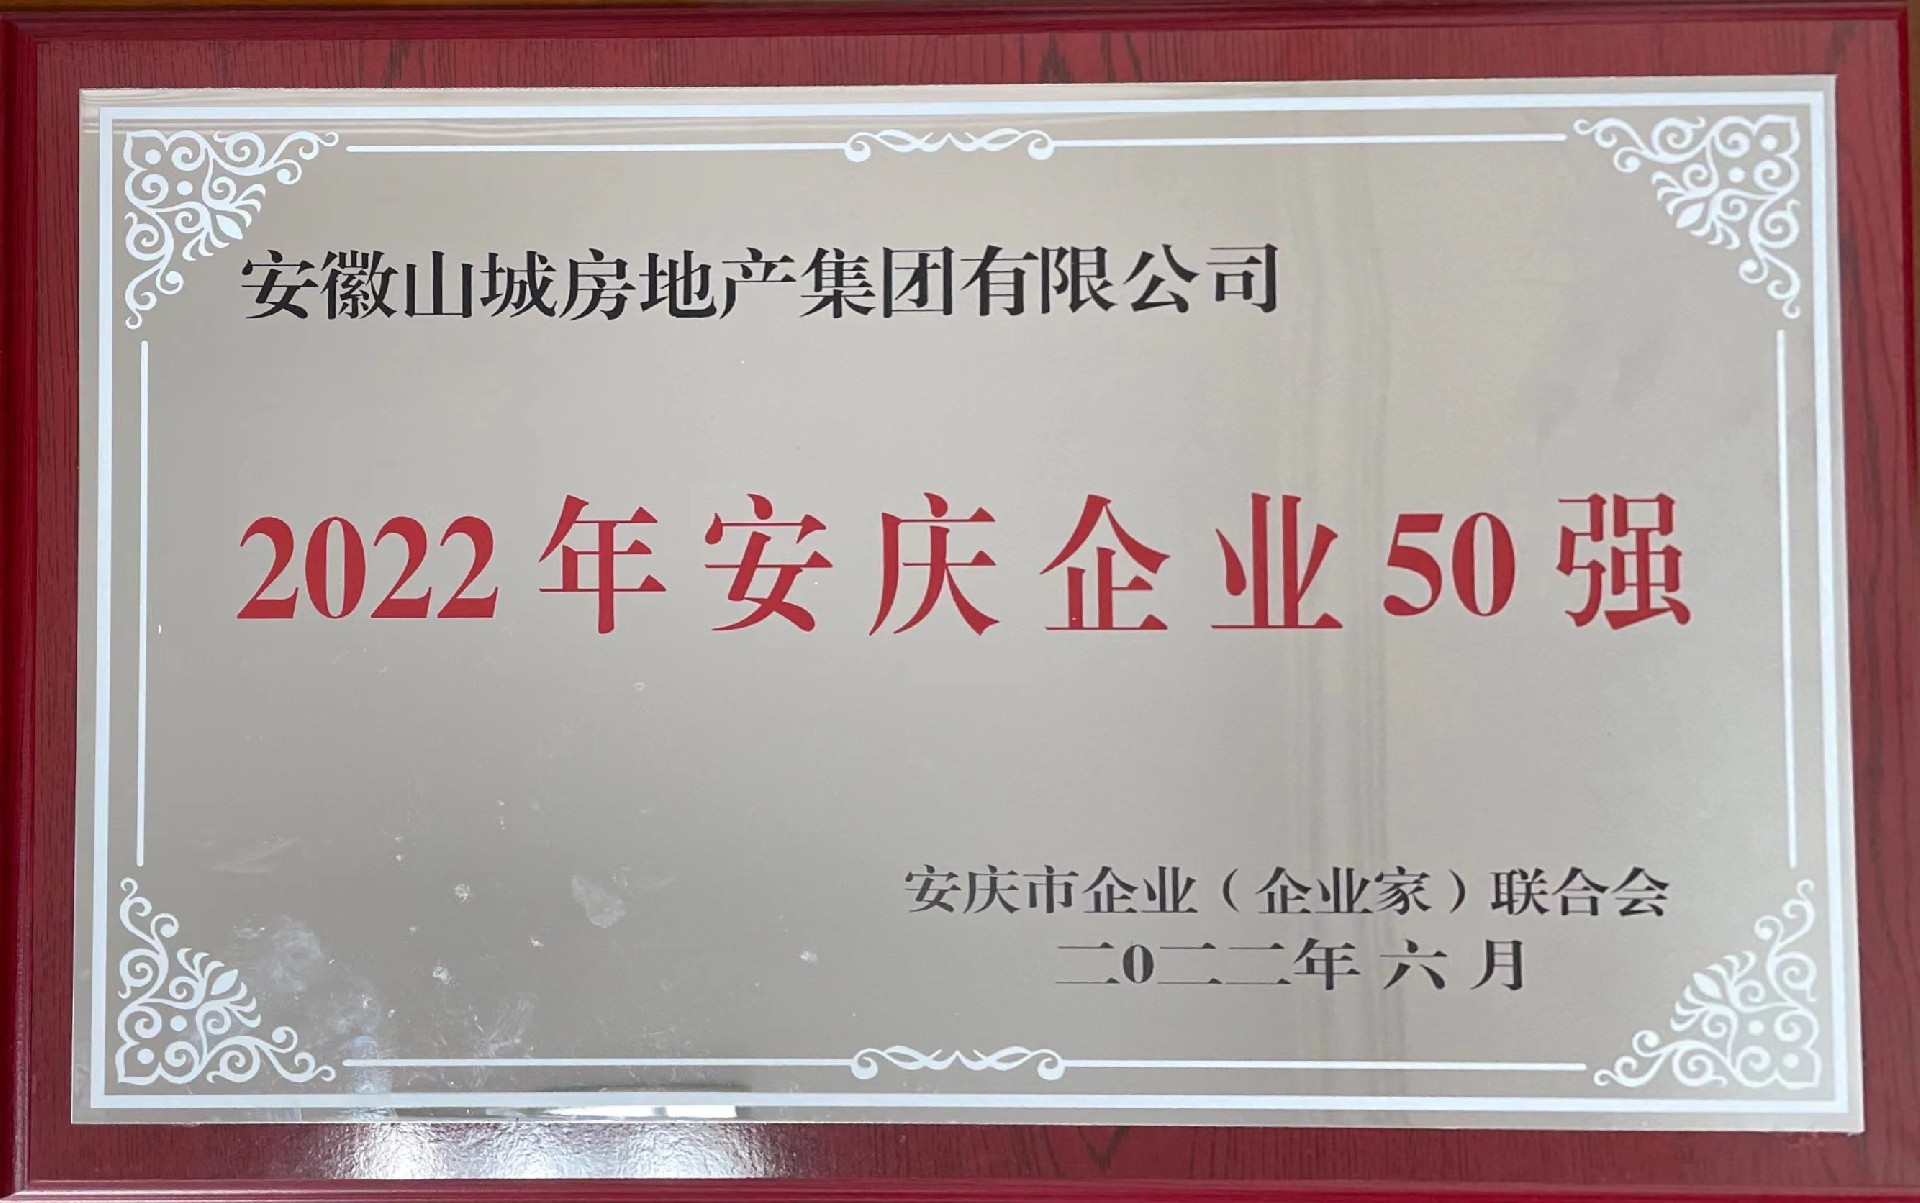 安徽山城房地产集团有限公司
2022年安庆企业50强
安庆市企业（企业家）联合会
二0二二年六月